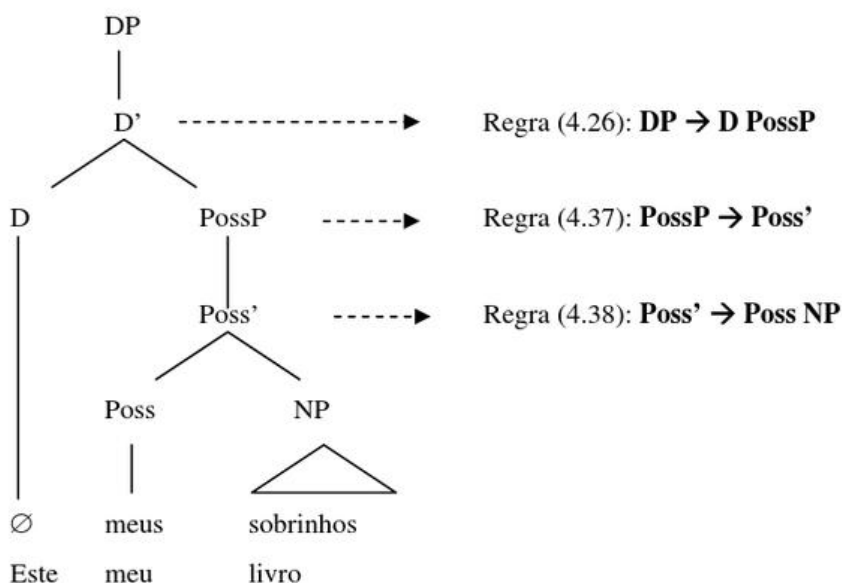 DP
D’ Regra (4.26): DP → D PossP
D PossP Regra (4.37): PossP → Poss’
Poss’ Regra (4.38): Poss’ → Poss NP
Poss NP
∅ meus sobrinhos
Este meu livro